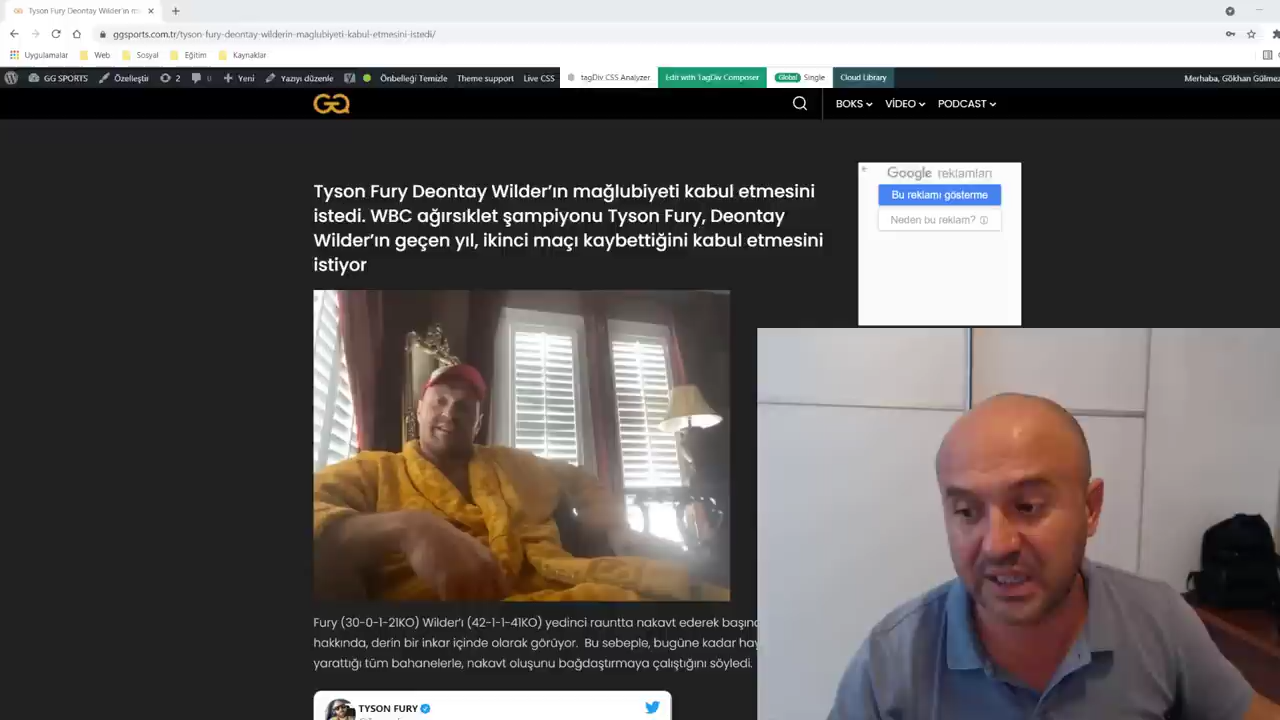 Tyson Fury Deontay Wilder'in m
ggsports.com.tr/tyson-fury-deontay-wilderin-maglubiyeti-kabul-etmesini-istedi/
Uygulamalar Web Sosyal Eğitim Kaynaklar
GG SPORTS Özelleştir 2 0 Yeni Yazıyı düzenle Önbelleği Temizle Theme support Live CSS tagDiv CSS Analyzer Edit with TagDiv Composer Global Single Cloud Library Merhaba, Gökhan Gülmez
BOKS VİDEO PODCAST
Tyson Fury Deontay Wilder'ın mağlubiyeti kabul etmesini
istedi. WBC ağırsıklet şampiyonu Tyson Fury, Deontay
Wilder'ın geçen yıl, ikinci maçı kaybettiğini kabul etmesini
istiyor
Google reklamları
Bu reklamı gösterme
Neden bu reklam?
Fury (30-0-1-21KO) Wilder'ı (42-1-1-41KO) yedinci rauntta nakavt ederek
hakkında, derin bir inkar içinde olarak görüyor. Bu sebeple, bugüne kadar
yarattığı tüm bahanelerle, nakavt oluşunu bağdaştırmaya çalıştığını söyledi.
TYSON FURY